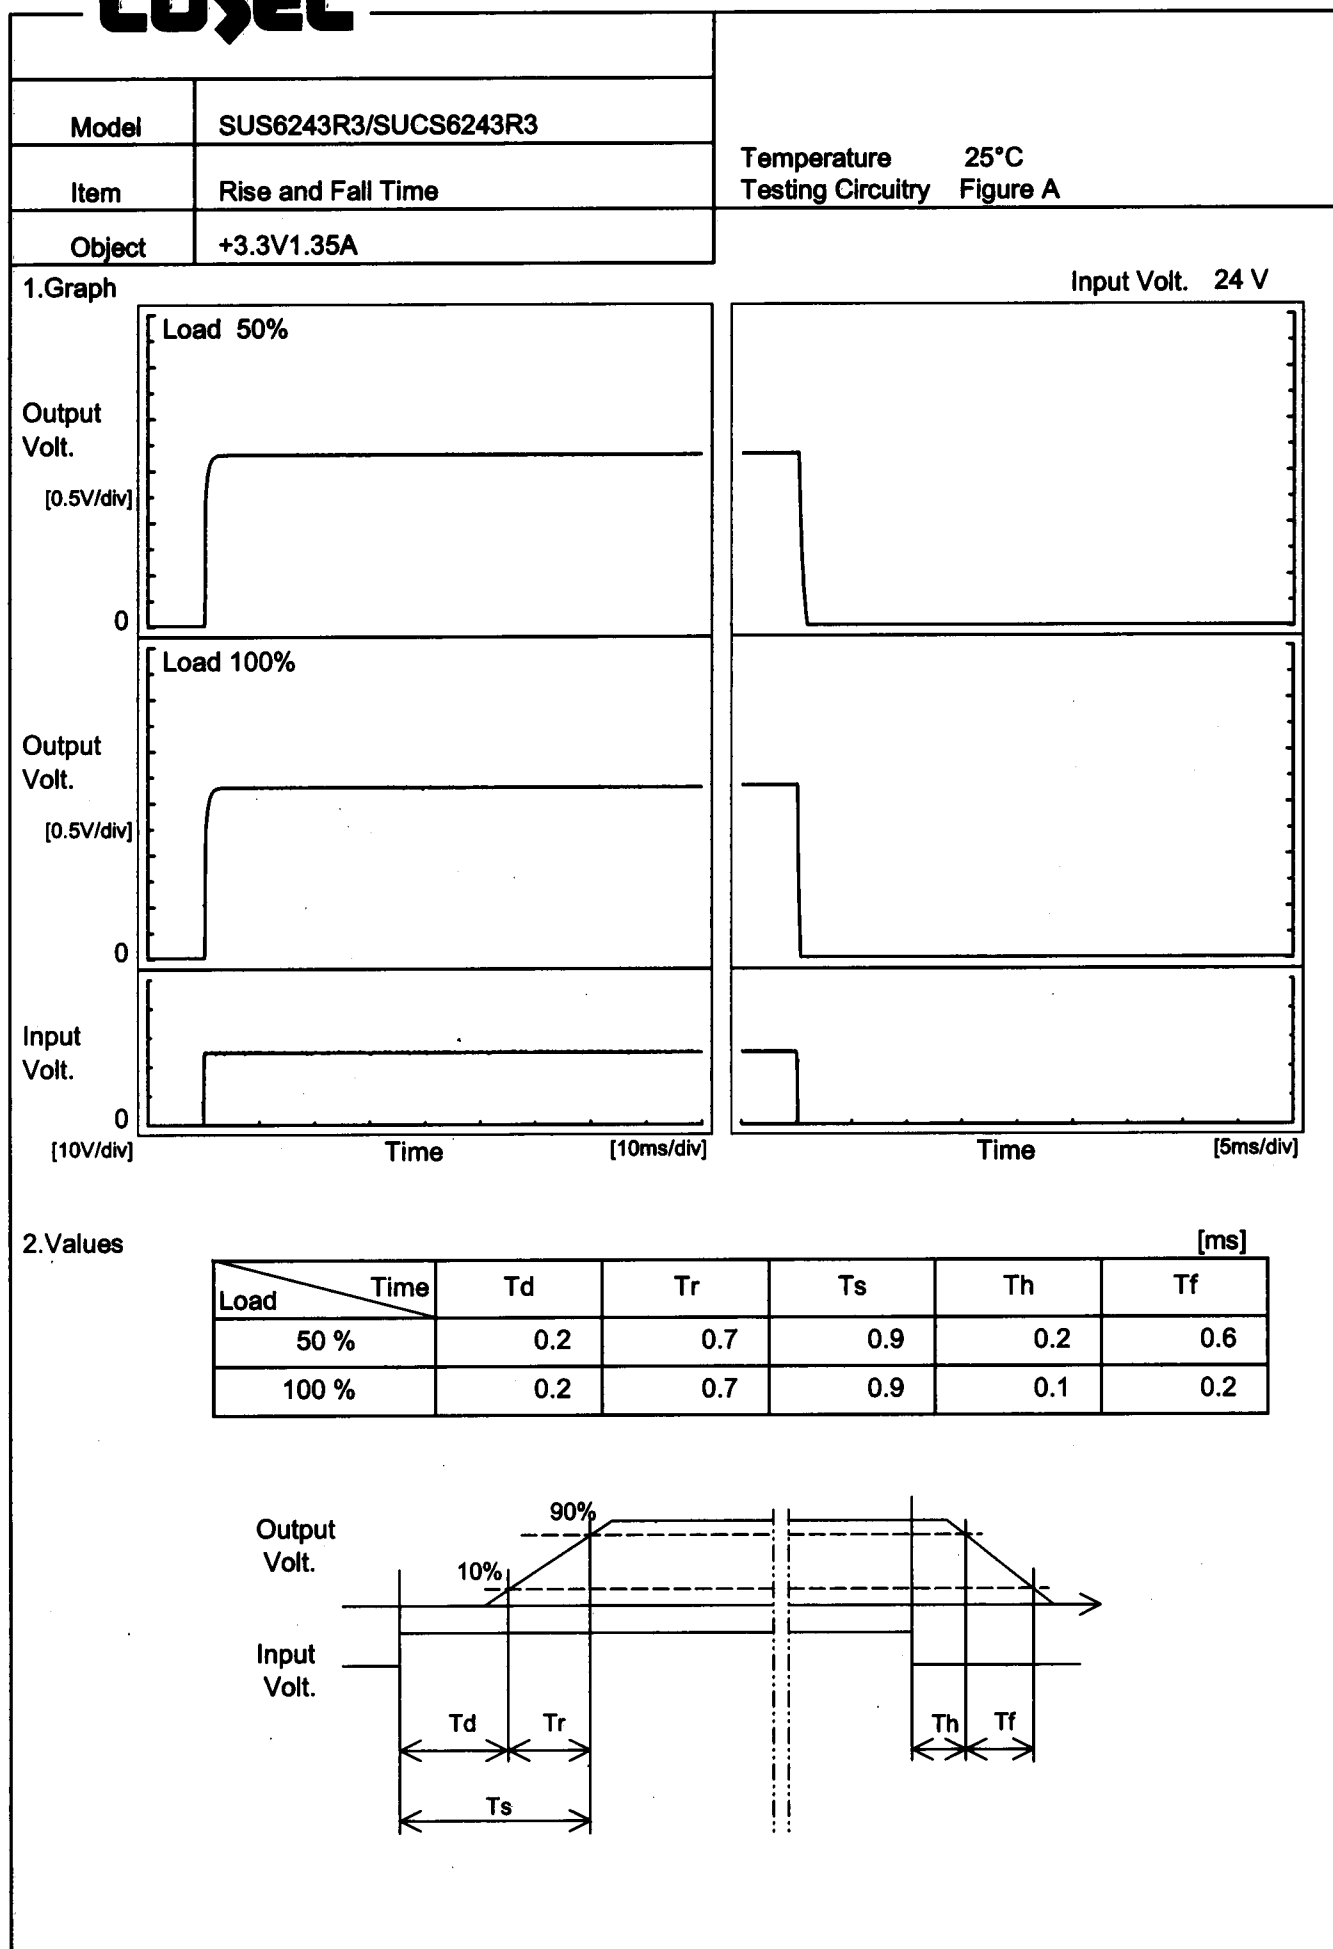 COSEL
Model SUS6243R3/SUCS6243R3
Temperature 25°C
Item Rise and Fall Time
Testing Circuitry Figure A
Object +3.3V1.35A
1.Graph
Input Volt. 24 V
Load 50%
Output
Volt.
[0.5V/div]
0
Load 100%
Output
Volt.
[0.5V/div]
0
Input
Volt.
0
[10V/div] Time [10ms/div] Time [5ms/div]
2.Values [ms]
Time Td Tr Ts Th Tf
Load
50 % 0.2 0.7 0.9 0.2 0.6
100 % 0.2 0.7 0.9 0.1 0.2
90%
Output
Volt.
10%
Input
Volt.
Td Tr Th Tf
Ts